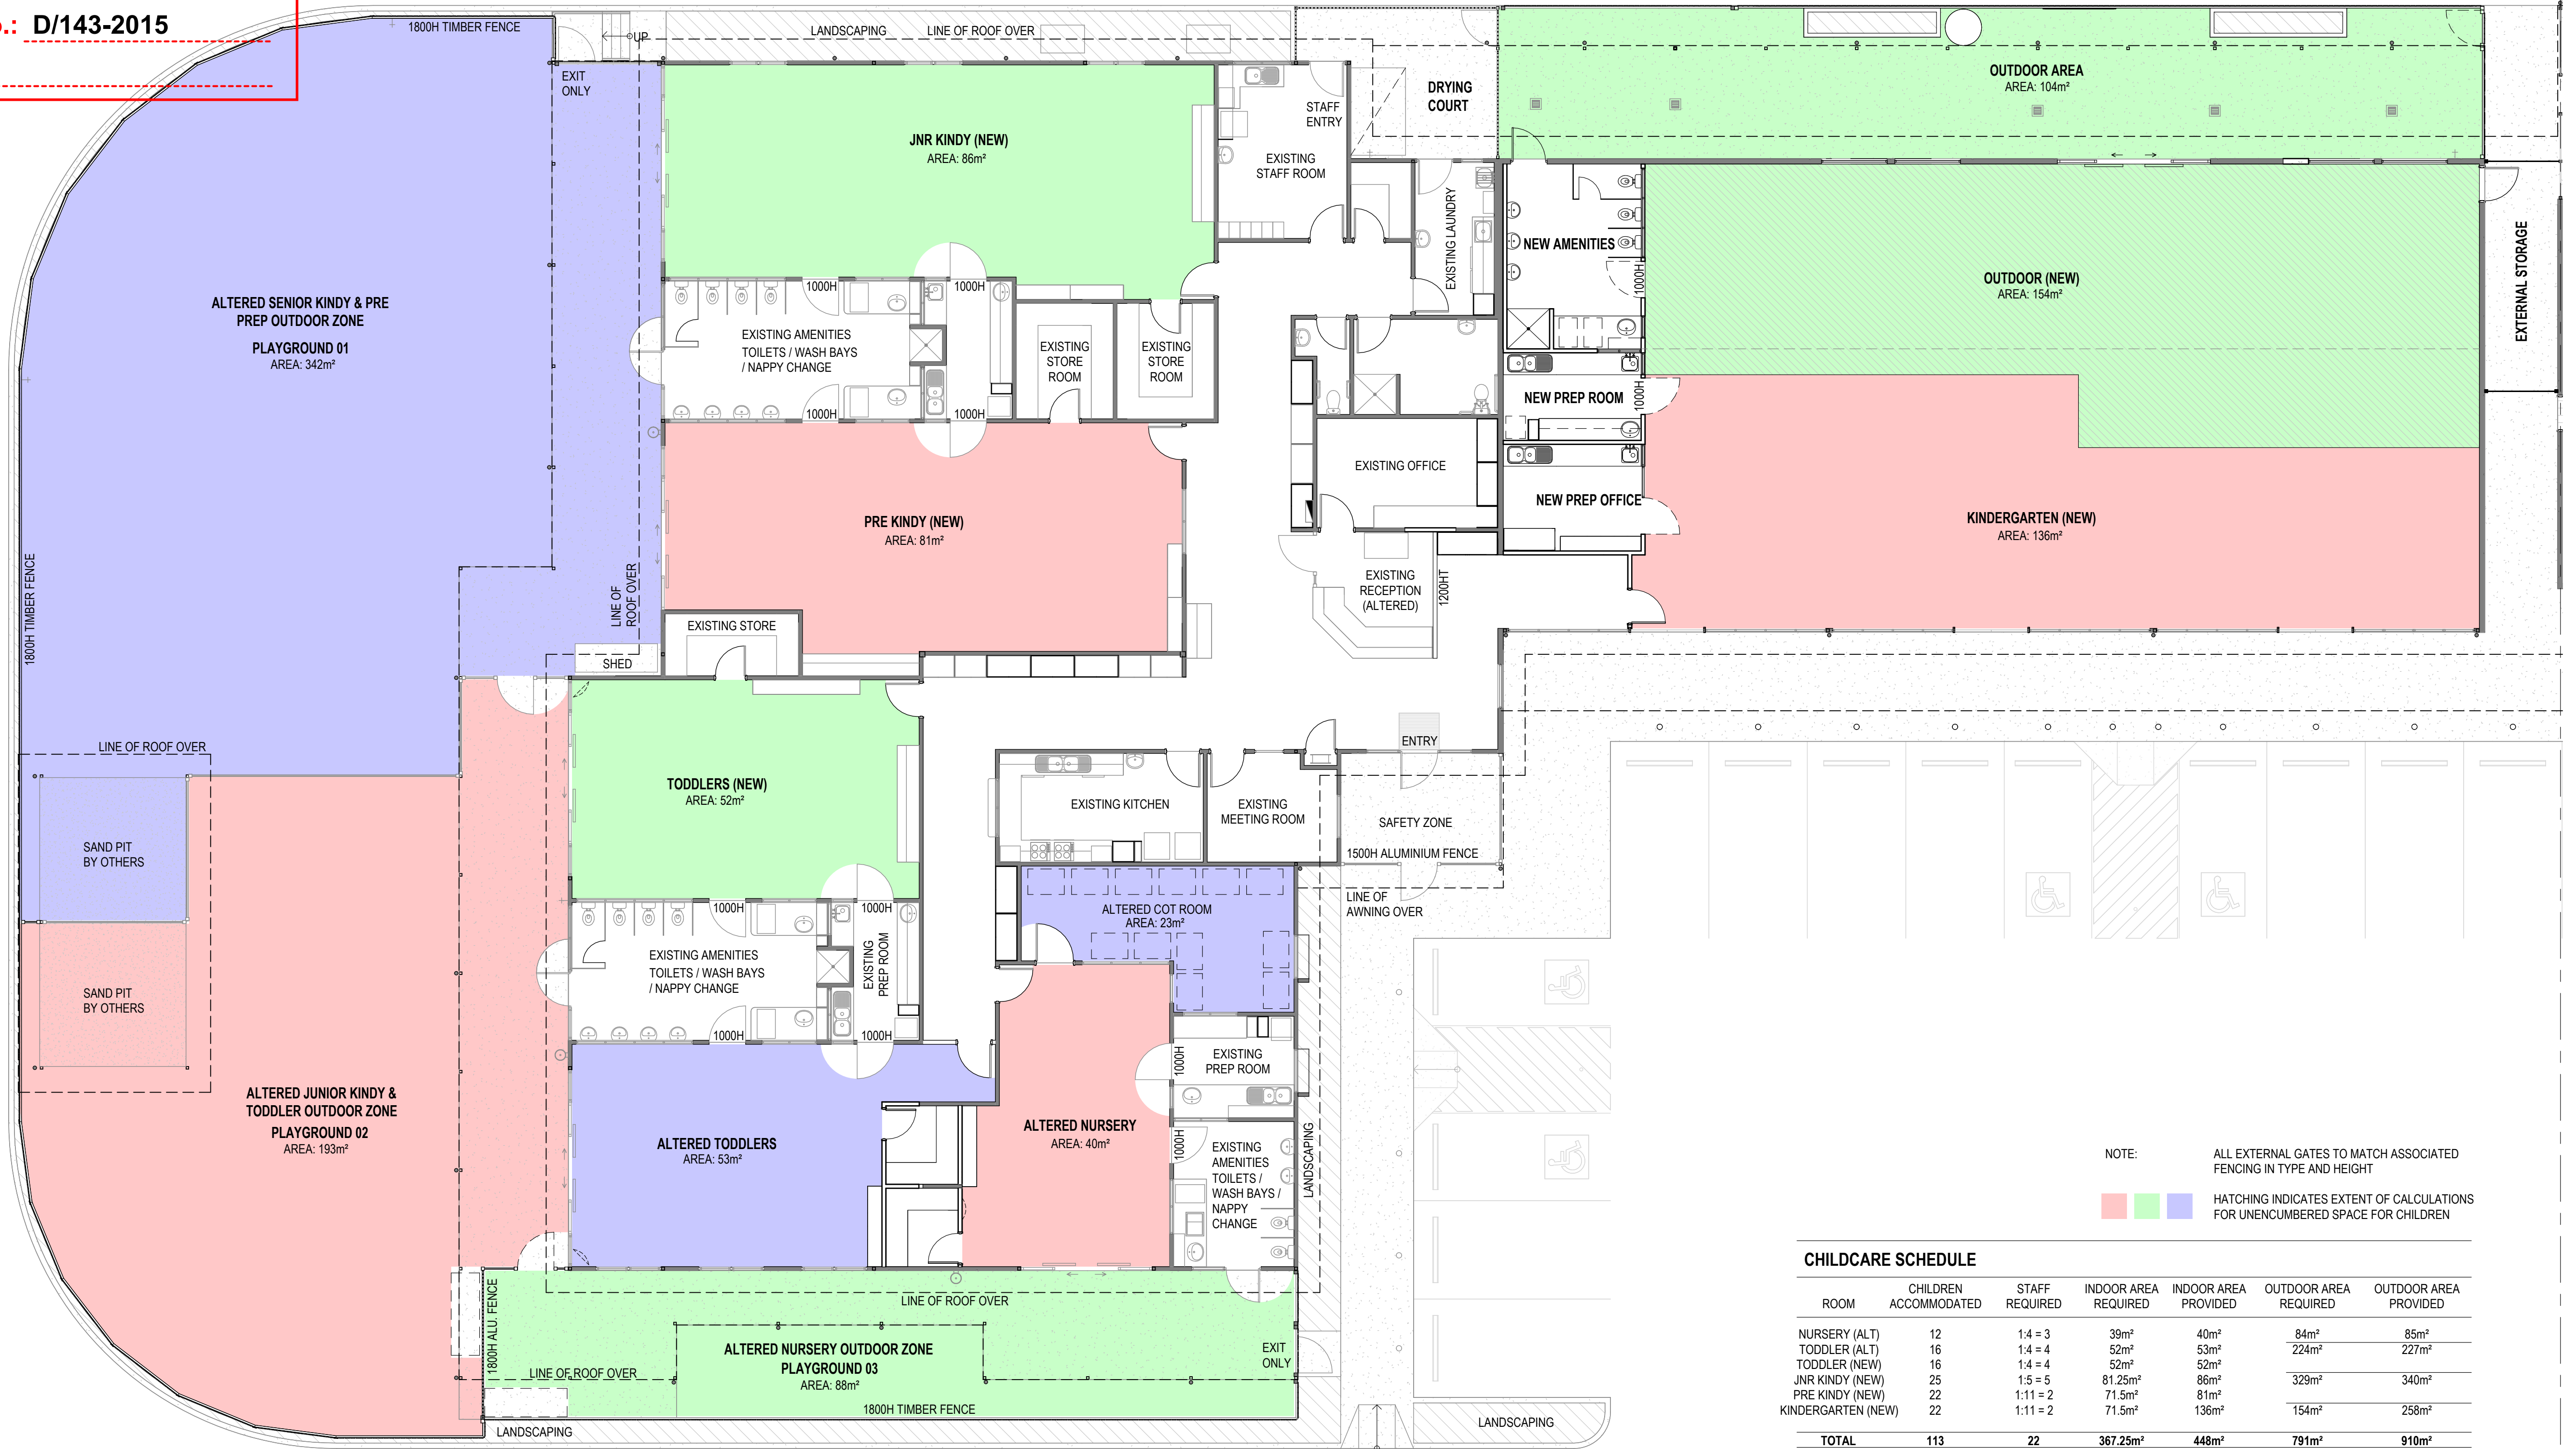 .: D/143-2015
1800H TIMBER FENCE
UP
LANDSCAPING
LINE OF ROOF OVER
EXIT
ONLY
DRYING
COURT
OUTDOOR AREA
AREA: 104m²
STAFF
ENTRY
JNR KINDY (NEW)
AREA: 86m²
EXISTING
STAFF ROOM
EXISTING LAUNDRY
NEW AMENITIES
1000H
OUTDOOR (NEW)
AREA: 154m²
EXTERNAL STORAGE
ALTERED SENIOR KINDY & PRE
PREP OUTDOOR ZONE
PLAYGROUND 01
AREA: 342m²
1000H
1000H
EXISTING AMENITIES
TOILETS / WASH BAYS
/ NAPPY CHANGE
1000H
1000H
EXISTING
STORE
ROOM
EXISTING
STORE
ROOM
NEW PREP ROOM
1000H
EXISTING OFFICE
NEW PREP OFFICE
PRE KINDY (NEW)
AREA: 81m²
KINDERGARTEN (NEW)
AREA: 136m²
1800H TIMBER FENCE
LINE OF
ROOF OVER
EXISTING
RECEPTION
(ALTERED)
1200HT
EXISTING STORE
SHED
LINE OF ROOF OVER
ENTRY
TODDLERS (NEW)
AREA: 52m²
EXISTING KITCHEN
EXISTING
MEETING ROOM
SAFETY ZONE
1500H ALUMINIUM FENCE
SAND PIT
BY OTHERS
LINE OF
AWNING OVER
ALTERED COT ROOM
AREA: 23m²
1000H
1000H
EXISTING AMENITIES
TOILETS / WASH BAYS
/ NAPPY CHANGE
EXISTING
PREP ROOM
1000H
1000H
SAND PIT
BY OTHERS
EXISTING
PREP ROOM
1000H
ALTERED JUNIOR KINDY &
TODDLER OUTDOOR ZONE
PLAYGROUND 02
AREA: 193m²
ALTERED TODDLERS
AREA: 53m²
ALTERED NURSERY
AREA: 40m²
1000H
EXISTING
AMENITIES
TOILETS /
WASH BAYS /
NAPPY
CHANGE
LANDSCAPING
1800H ALU. FENCE
LINE OF ROOF OVER
ALTERED NURSERY OUTDOOR ZONE
PLAYGROUND 03
AREA: 88m²
LINE OF ROOF OVER
EXIT
ONLY
1800H TIMBER FENCE
LANDSCAPING
LANDSCAPING
NOTE: ALL EXTERNAL GATES TO MATCH ASSOCIATED
FENCING IN TYPE AND HEIGHT
HATCHING INDICATES EXTENT OF CALCULATIONS
FOR UNENCUMBERED SPACE FOR CHILDREN
CHILDCARE SCHEDULE
ROOM CHILDREN ACCOMMODATED STAFF REQUIRED INDOOR AREA REQUIRED INDOOR AREA PROVIDED OUTDOOR AREA REQUIRED OUTDOOR AREA PROVIDED
NURSERY (ALT) 12 1:4 = 3 39m² 40m² 84m² 85m²
TODDLER (ALT) 16 1:4 = 4 52m² 53m² 224m² 227m²
TODDLER (NEW) 16 1:4 = 4 52m² 52m²
JNR KINDY (NEW) 25 1:5 = 5 81.25m² 86m² 329m² 340m²
PRE KINDY (NEW) 22 1:11 = 2 71.5m² 81m²
KINDERGARTEN (NEW) 22 1:11 = 2 71.5m² 136m² 154m² 258m²
TOTAL 113 22 367.25m² 448m² 791m² 910m²